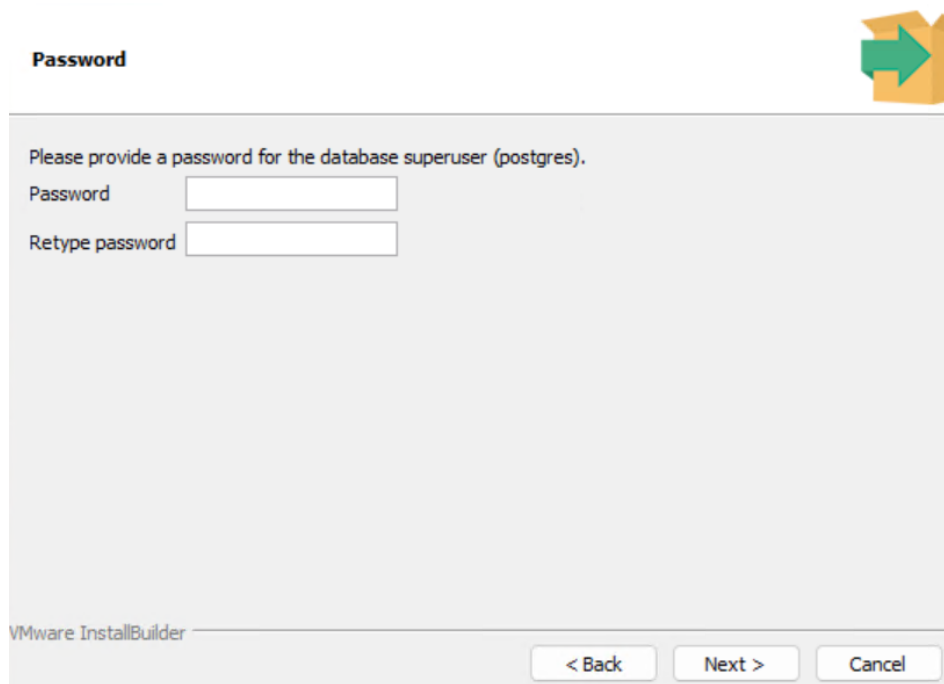 Password
Please provide a password for the database superuser (postgres).
Password
Retype password
VMware InstallBuilder
< Back
Next >
Cancel